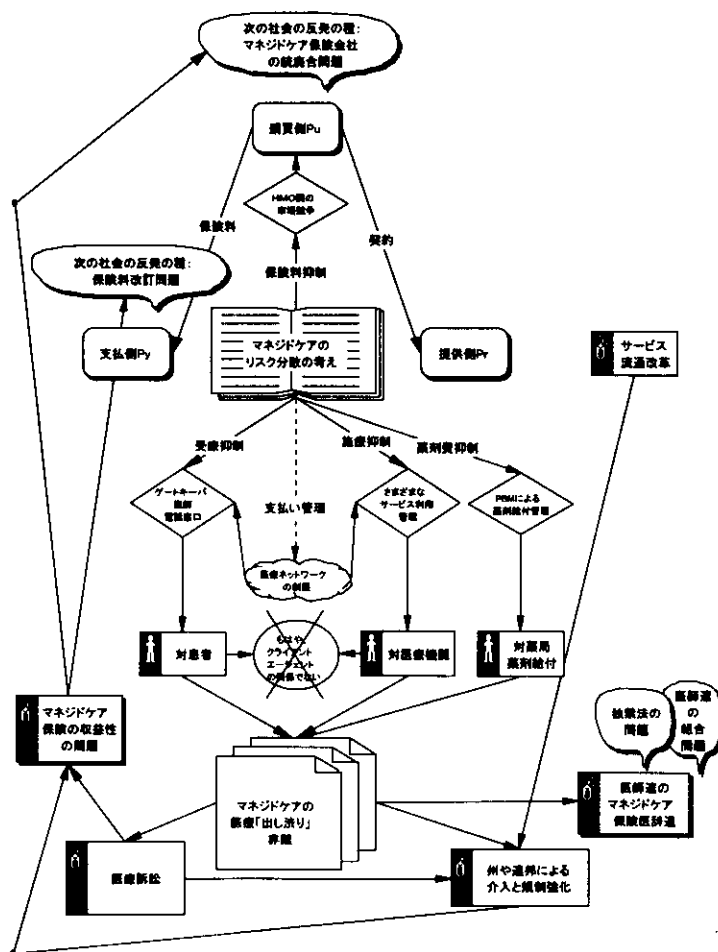 次の社会の反発の種:
マネジドケア保険会社
の統廃合問題
購買側Pu
HMO間の
市場競争
保険料
契約
保険料抑制
次の社会の反発の種:
保険料改訂問題
支払側Py
マネジドケアの
リスク分散の考え
提供側Pr
サービス
流通改革
受療抑制
施療抑制
薬剤費抑制
ゲートキーパ
医師
電話窓口
支払い管理
さまざまな
サービス利用
管理
PBMによる
薬剤給付管理
医療ネットワーク
の制限
対患者
もはや、
クライアント
エージェント
の関係でない
対医療機関
対薬局
薬剤給付
マネジドケア
保険の収益性
の問題
独禁法の
問題
医師達の
組合
問題
マネジドケアの
医療「出し渋り」
非難
医師達の
マネジドケア
保険医辞退
医療訴訟
州や連邦による
介入と規制強化